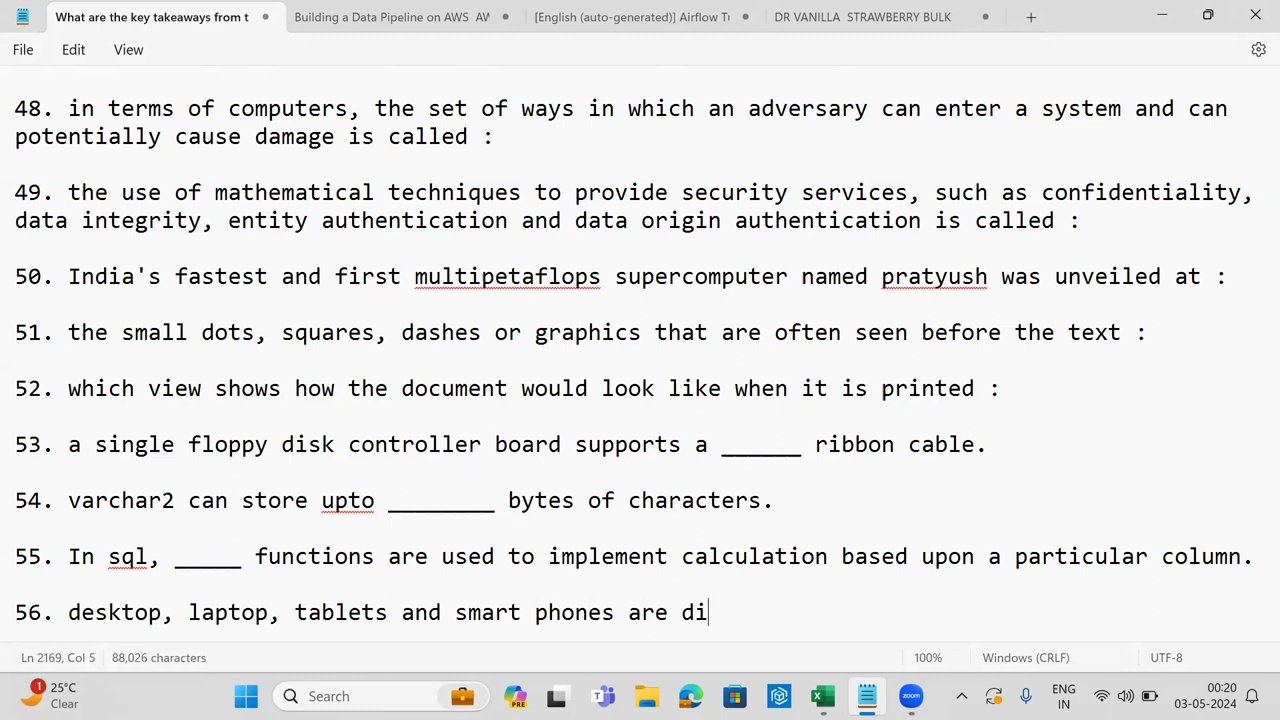 What are the key takeaways from t
Building a Data Pipeline on AWS AW
[English (auto-generated)] Airflow Tu
DR VANILLA STRAWBERRY BULK
File Edit View
48. in terms of computers, the set of ways in which an adversary can enter a system and can
potentially cause damage is called :
49. the use of mathematical techniques to provide security services, such as confidentiality,
data integrity, entity authentication and data origin authentication is called :
50. India's fastest and first multipetaflops supercomputer named pratyush was unveiled at :
51. the small dots, squares, dashes or graphics that are often seen before the text :
52. which view shows how the document would look like when it is printed :
53. a single floppy disk controller board supports a ______ ribbon cable.
54. varchar2 can store upto ________ bytes of characters.
55. In sql, _____ functions are used to implement calculation based upon a particular column.
56. desktop, laptop, tablets and smart phones are di
Ln 2169, Col 5 88,026 characters 100% Windows (CRLF) UTF-8
1 25°C
Clear
Search
PRE
zoom
ENG
IN
00:20
03-05-2024